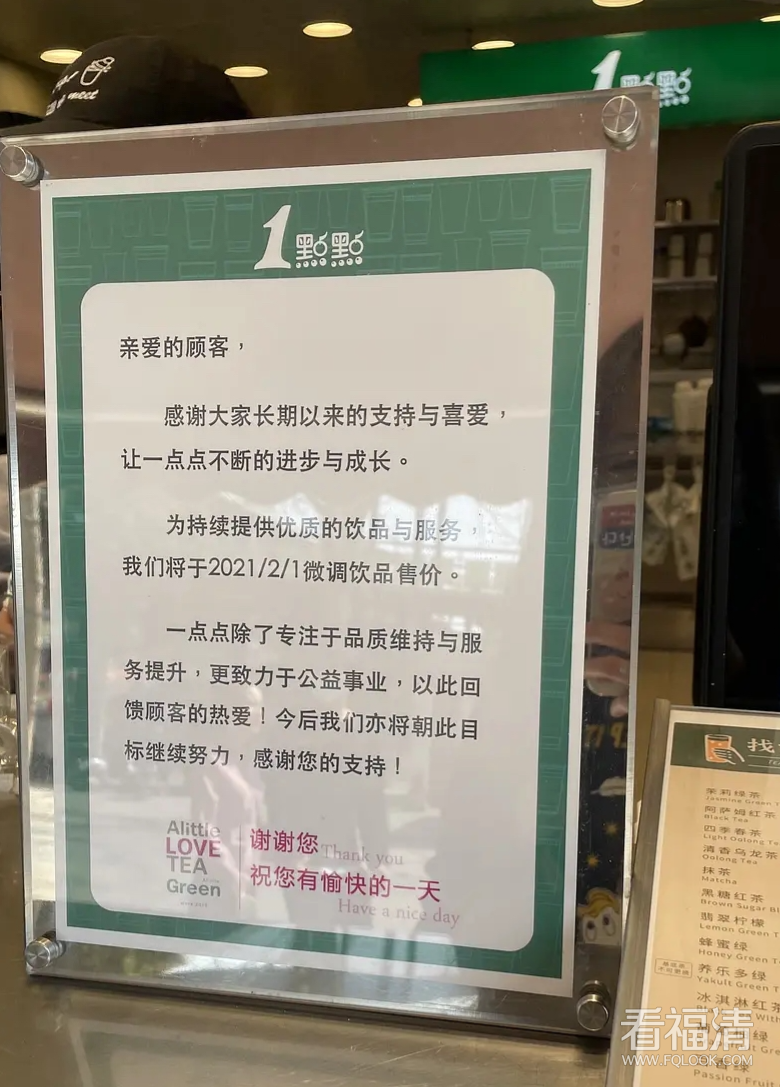 1點點
1點點
亲爱的顾客，
感谢大家长期以来的支持与喜爱，
让一点点不断的进步与成长。
为持续提供优质的饮品与服务，
我们将于2021/2/1微调饮品售价。
一点点除了专注于品质维持与服
务提升，更致力于公益事业，以此回
馈顾客的热爱！今后我们亦将朝此目
标继续努力，感谢您的支持！
Alittle
LOVE
TEA
Green
谢谢您 Thank you
祝您有愉快的一天
Have a nice day
找
茉莉绿茶
Jasmine Green T
阿萨姆红茶
Black Tea
四季春茶
Light Oolong Te
清香乌龙茶
Oolong Tea
抹茶
Matcha
黑糖红茶
Brown Sugar Bl
翡翠柠檬
Lemon Green T
蜂蜜绿
Honey Green T
养乐多绿
Yakult Green T
冰淇淋红茶
With
绿
Passion Fruit
看福清
WWW.FQLOOK.COM